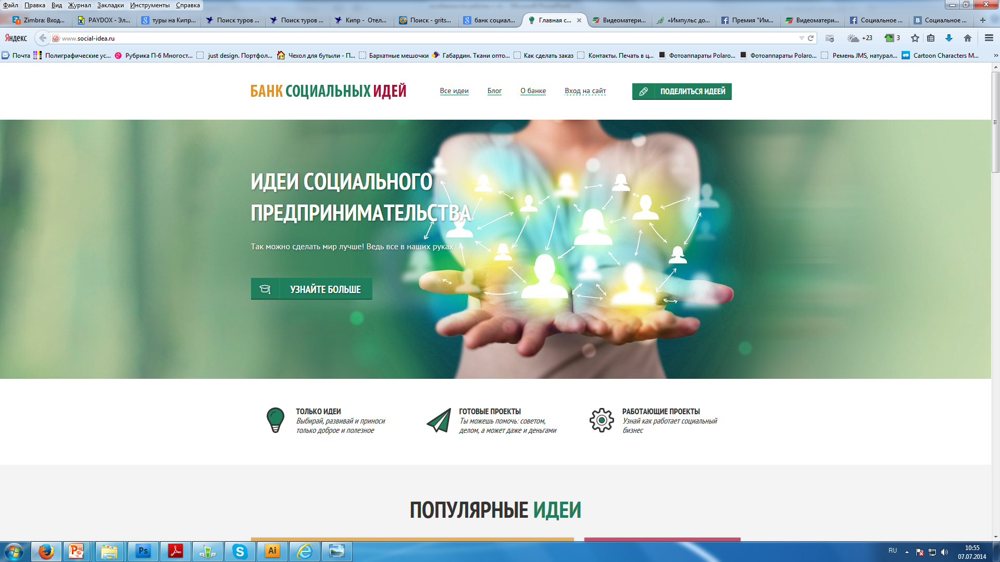 Файл Правка Вид Журнал Закладки Инструменты Справка
Zimbra: Вход... PAYDOX - Эл... туры на Кипр... Поиск туров ... Поиск туров ... Кипр - Отел... Поиск - grits... банк социал... Главная с... Видеоматери... «Импульс до... Премия "Им... Видеоматери... Социальное ... Социальное ...
Яндекс www.social-idea.ru +23 3
Почта Полиграфические ус... Рубрика П-6 Многост... just design. Портфол... Чехол для бутыли - П... Бархатные мешочки Габардин. Ткани опто... Как сделать заказ Контакты. Печать в ц... Фотоаппараты Polaro... Фотоаппараты Polaro... Ремень JMS, натурал... Cartoon Characters M... »
БАНК СОЦИАЛЬНЫХ ИДЕЙ Все идеи Блог О банке Вход на сайт ПОДЕЛИТЬСЯ ИДЕЕЙ
ИДЕИ СОЦИАЛЬНОГО
ПРЕДПРИНИМАТЕЛЬСТВА
Так можно сделать мир лучше! Ведь все в наших руках
УЗНАЙТЕ БОЛЬШЕ
ТОЛЬКО ИДЕИ
Выбирай, развивай и приноси
только доброе и полезное
ГОТОВЫЕ ПРОЕКТЫ
Ты можешь помочь: советом,
делом, а может даже и деньгами
РАБОТАЮЩИЕ ПРОЕКТЫ
Узнай как работает социальный
бизнес
ПОПУЛЯРНЫЕ ИДЕИ
Ps Ai RU 10:55
07.07.2014